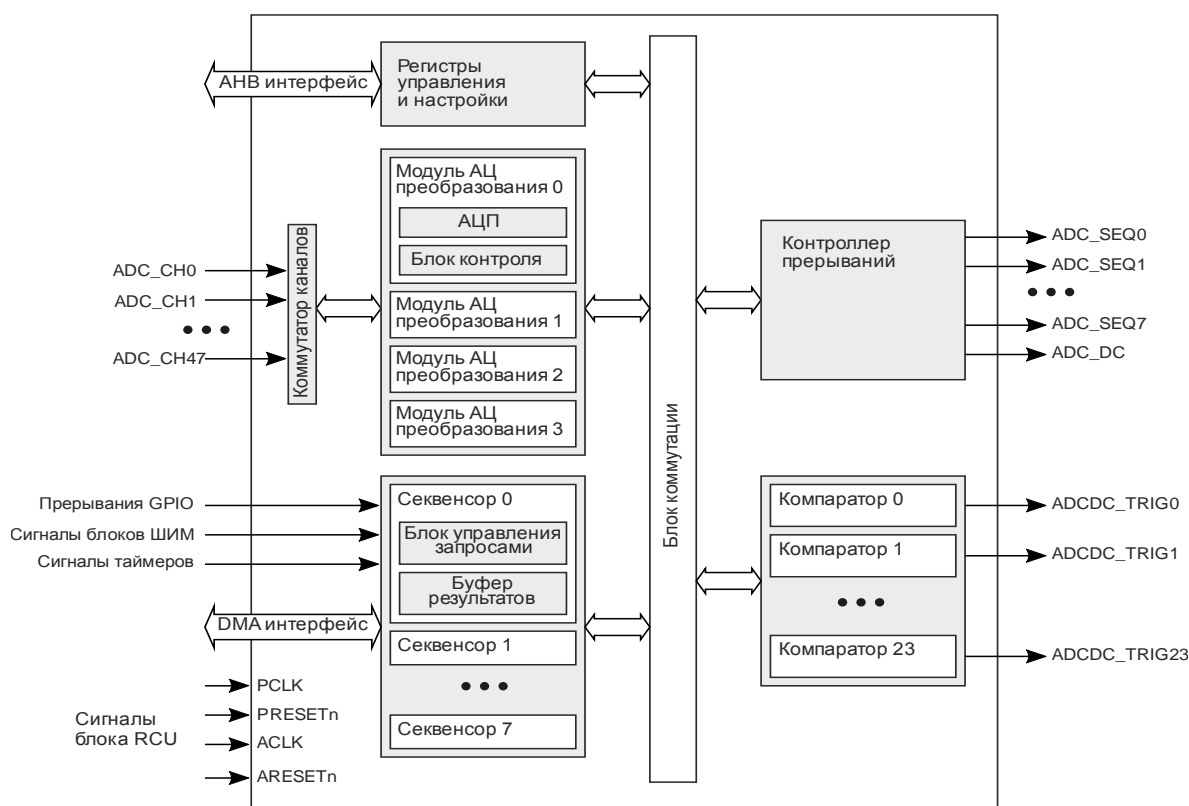 АНВ интерфейс
Регистры
управления
и настройки
Модуль АЦ
преобразования 0
АЦП
Блок контроля
Модуль АЦ
преобразования 1
Модуль АЦ
преобразования 2
Модуль АЦ
преобразования 3
Коммутатор каналов
ADC_CH0
ADC_CH1
ADC_CH47
Прерывания GPIO
Сигналы блоков ШИМ
Сигналы таймеров
DMA интерфейс
Секвенсор 0
Блок управления
запросами
Буфер
результатов
Секвенсор 1
Секвенсор 7
Сигналы
блока RCU
PCLK
PRESETn
ACLK
ARESETn
Блок коммутации
Контроллер
прерываний
ADC_SEQ0
ADC_SEQ1
ADC_SEQ7
ADC_DC
Компаратор 0
Компаратор 1
Компаратор 23
ADCDC_TRIG0
ADCDC_TRIG1
ADCDC_TRIG23